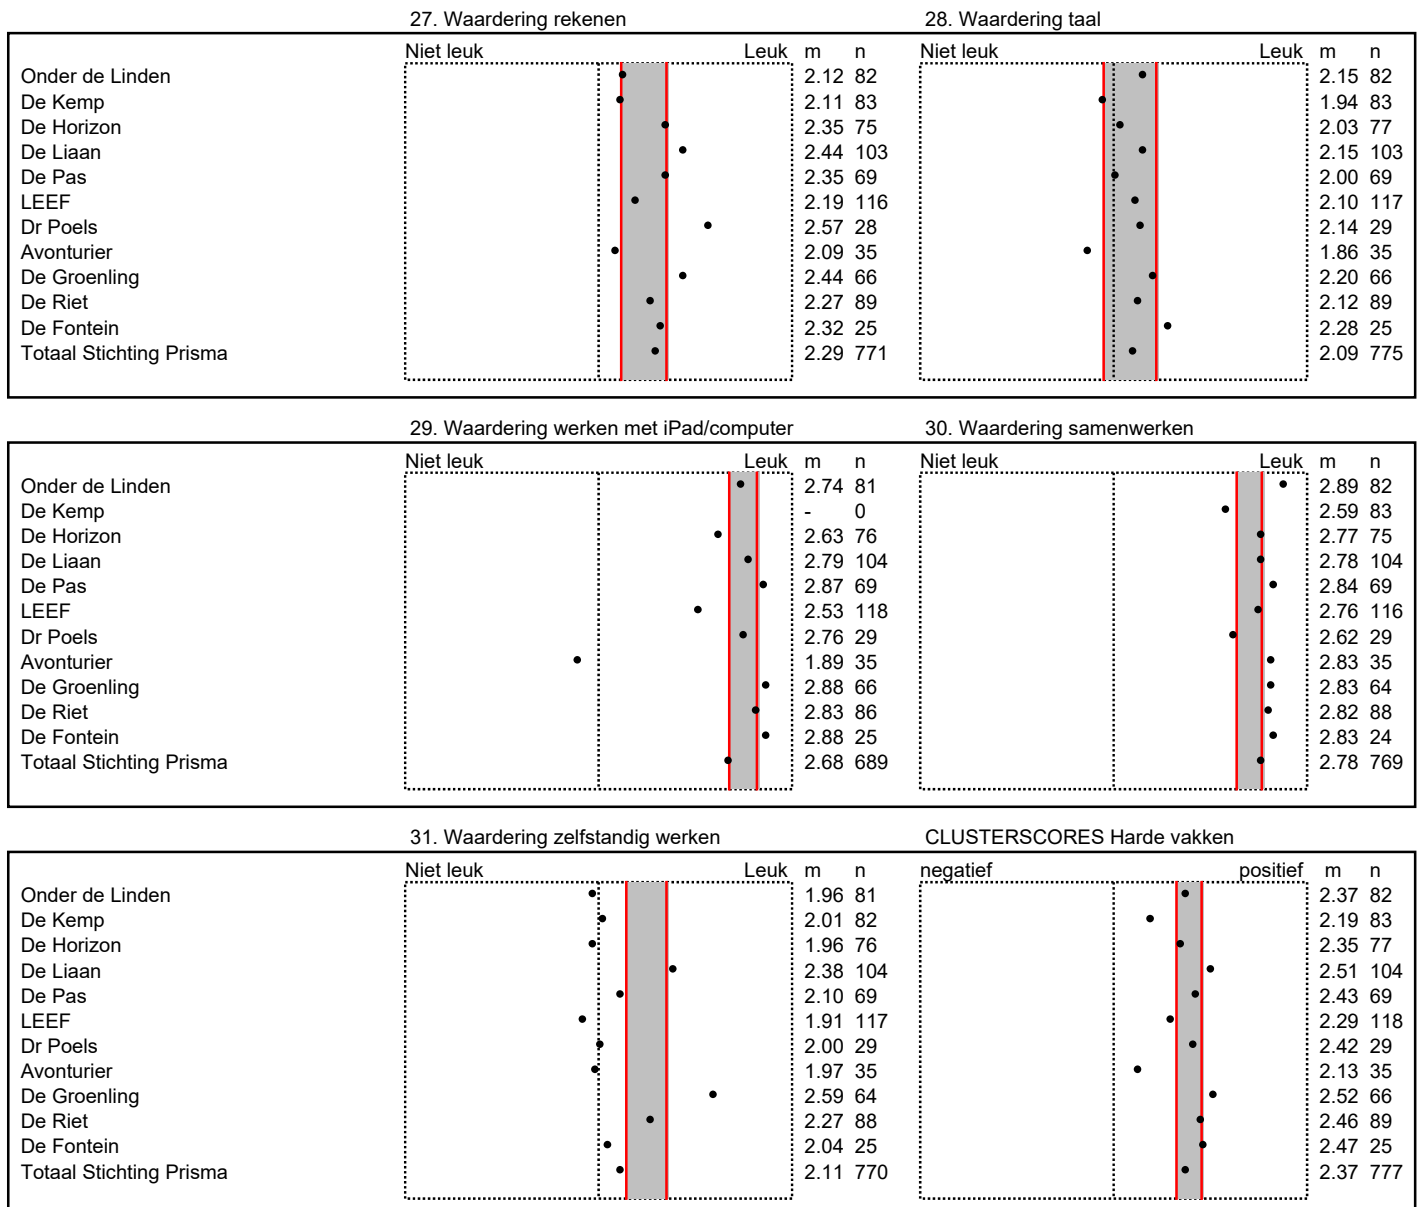 27. Waardering rekenen 28. Waardering taal
Niet leuk Leuk m n Niet leuk Leuk m n
Onder de Linden 2.12 82 2.15 82
De Kemp 2.11 83 1.94 83
De Horizon 2.35 75 2.03 77
De Liaan 2.44 103 2.15 103
De Pas 2.35 69 2.00 69
LEEF 2.19 116 2.10 117
Dr Poels 2.57 28 2.14 29
Avonturier 2.09 35 1.86 35
De Groenling 2.44 66 2.20 66
De Riet 2.27 89 2.12 89
De Fontein 2.32 25 2.28 25
Totaal Stichting Prisma 2.29 771 2.09 775
29. Waardering werken met iPad/computer 30. Waardering samenwerken
Niet leuk Leuk m n Niet leuk Leuk m n
Onder de Linden 2.74 81 2.89 82
De Kemp - 0 2.59 83
De Horizon 2.63 76 2.77 75
De Liaan 2.79 104 2.78 104
De Pas 2.87 69 2.84 69
LEEF 2.53 118 2.76 116
Dr Poels 2.76 29 2.62 29
Avonturier 1.89 35 2.83 35
De Groenling 2.88 66 2.83 64
De Riet 2.83 86 2.82 88
De Fontein 2.88 25 2.83 24
Totaal Stichting Prisma 2.68 689 2.78 769
31. Waardering zelfstandig werken CLUSTERSCORES Harde vakken
Niet leuk Leuk m n negatief positief m n
Onder de Linden 1.96 81 2.37 82
De Kemp 2.01 82 2.19 83
De Horizon 1.96 76 2.35 77
De Liaan 2.38 104 2.51 104
De Pas 2.10 69 2.43 69
LEEF 1.91 117 2.29 118
Dr Poels 2.00 29 2.42 29
Avonturier 1.97 35 2.13 35
De Groenling 2.59 64 2.52 66
De Riet 2.27 88 2.46 89
De Fontein 2.04 25 2.47 25
Totaal Stichting Prisma 2.11 770 2.37 777